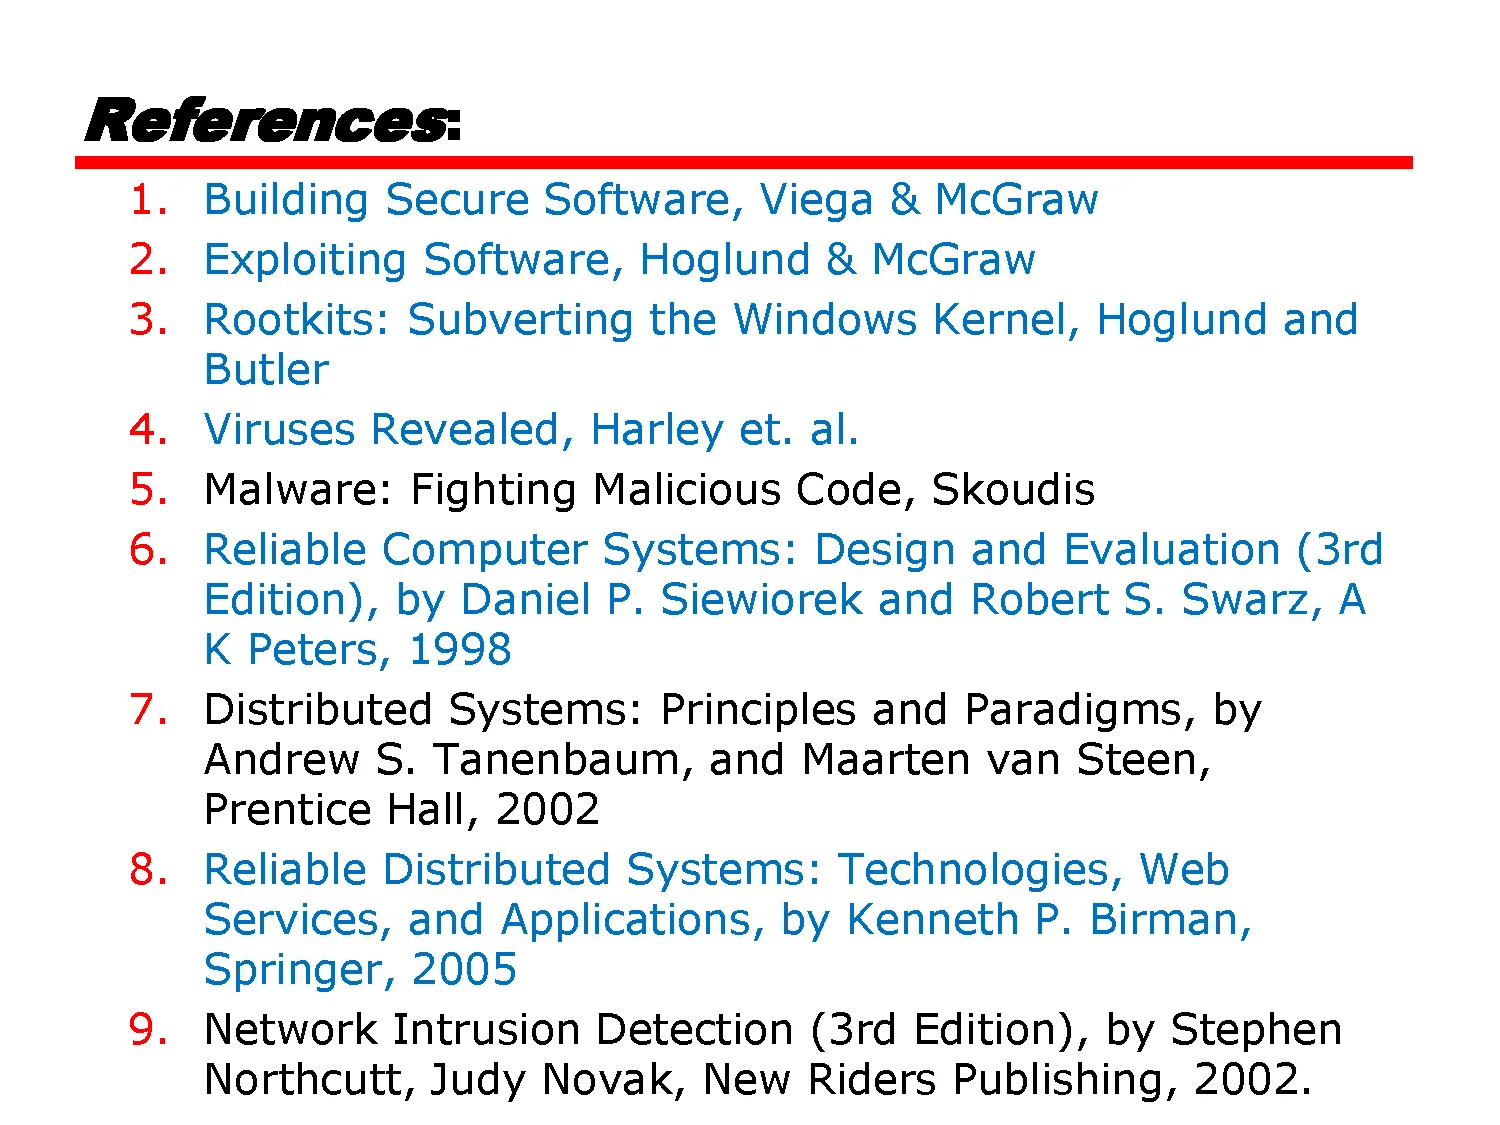 References:
1. Building Secure Software, Viega & McGraw
2. Exploiting Software, Hoglund & McGraw
3. Rootkits: Subverting the Windows Kernel, Hoglund and
Butler
4. Viruses Revealed, Harley et. al.
5. Malware: Fighting Malicious Code, Skoudis
6. Reliable Computer Systems: Design and Evaluation (3rd
Edition), by Daniel P. Siewiorek and Robert S. Swarz, A
K Peters, 1998
7. Distributed Systems: Principles and Paradigms, by
Andrew S. Tanenbaum, and Maarten van Steen,
Prentice Hall, 2002
8. Reliable Distributed Systems: Technologies, Web
Services, and Applications, by Kenneth P. Birman,
Springer, 2005
9. Network Intrusion Detection (3rd Edition), by Stephen
Northcutt, Judy Novak, New Riders Publishing, 2002.